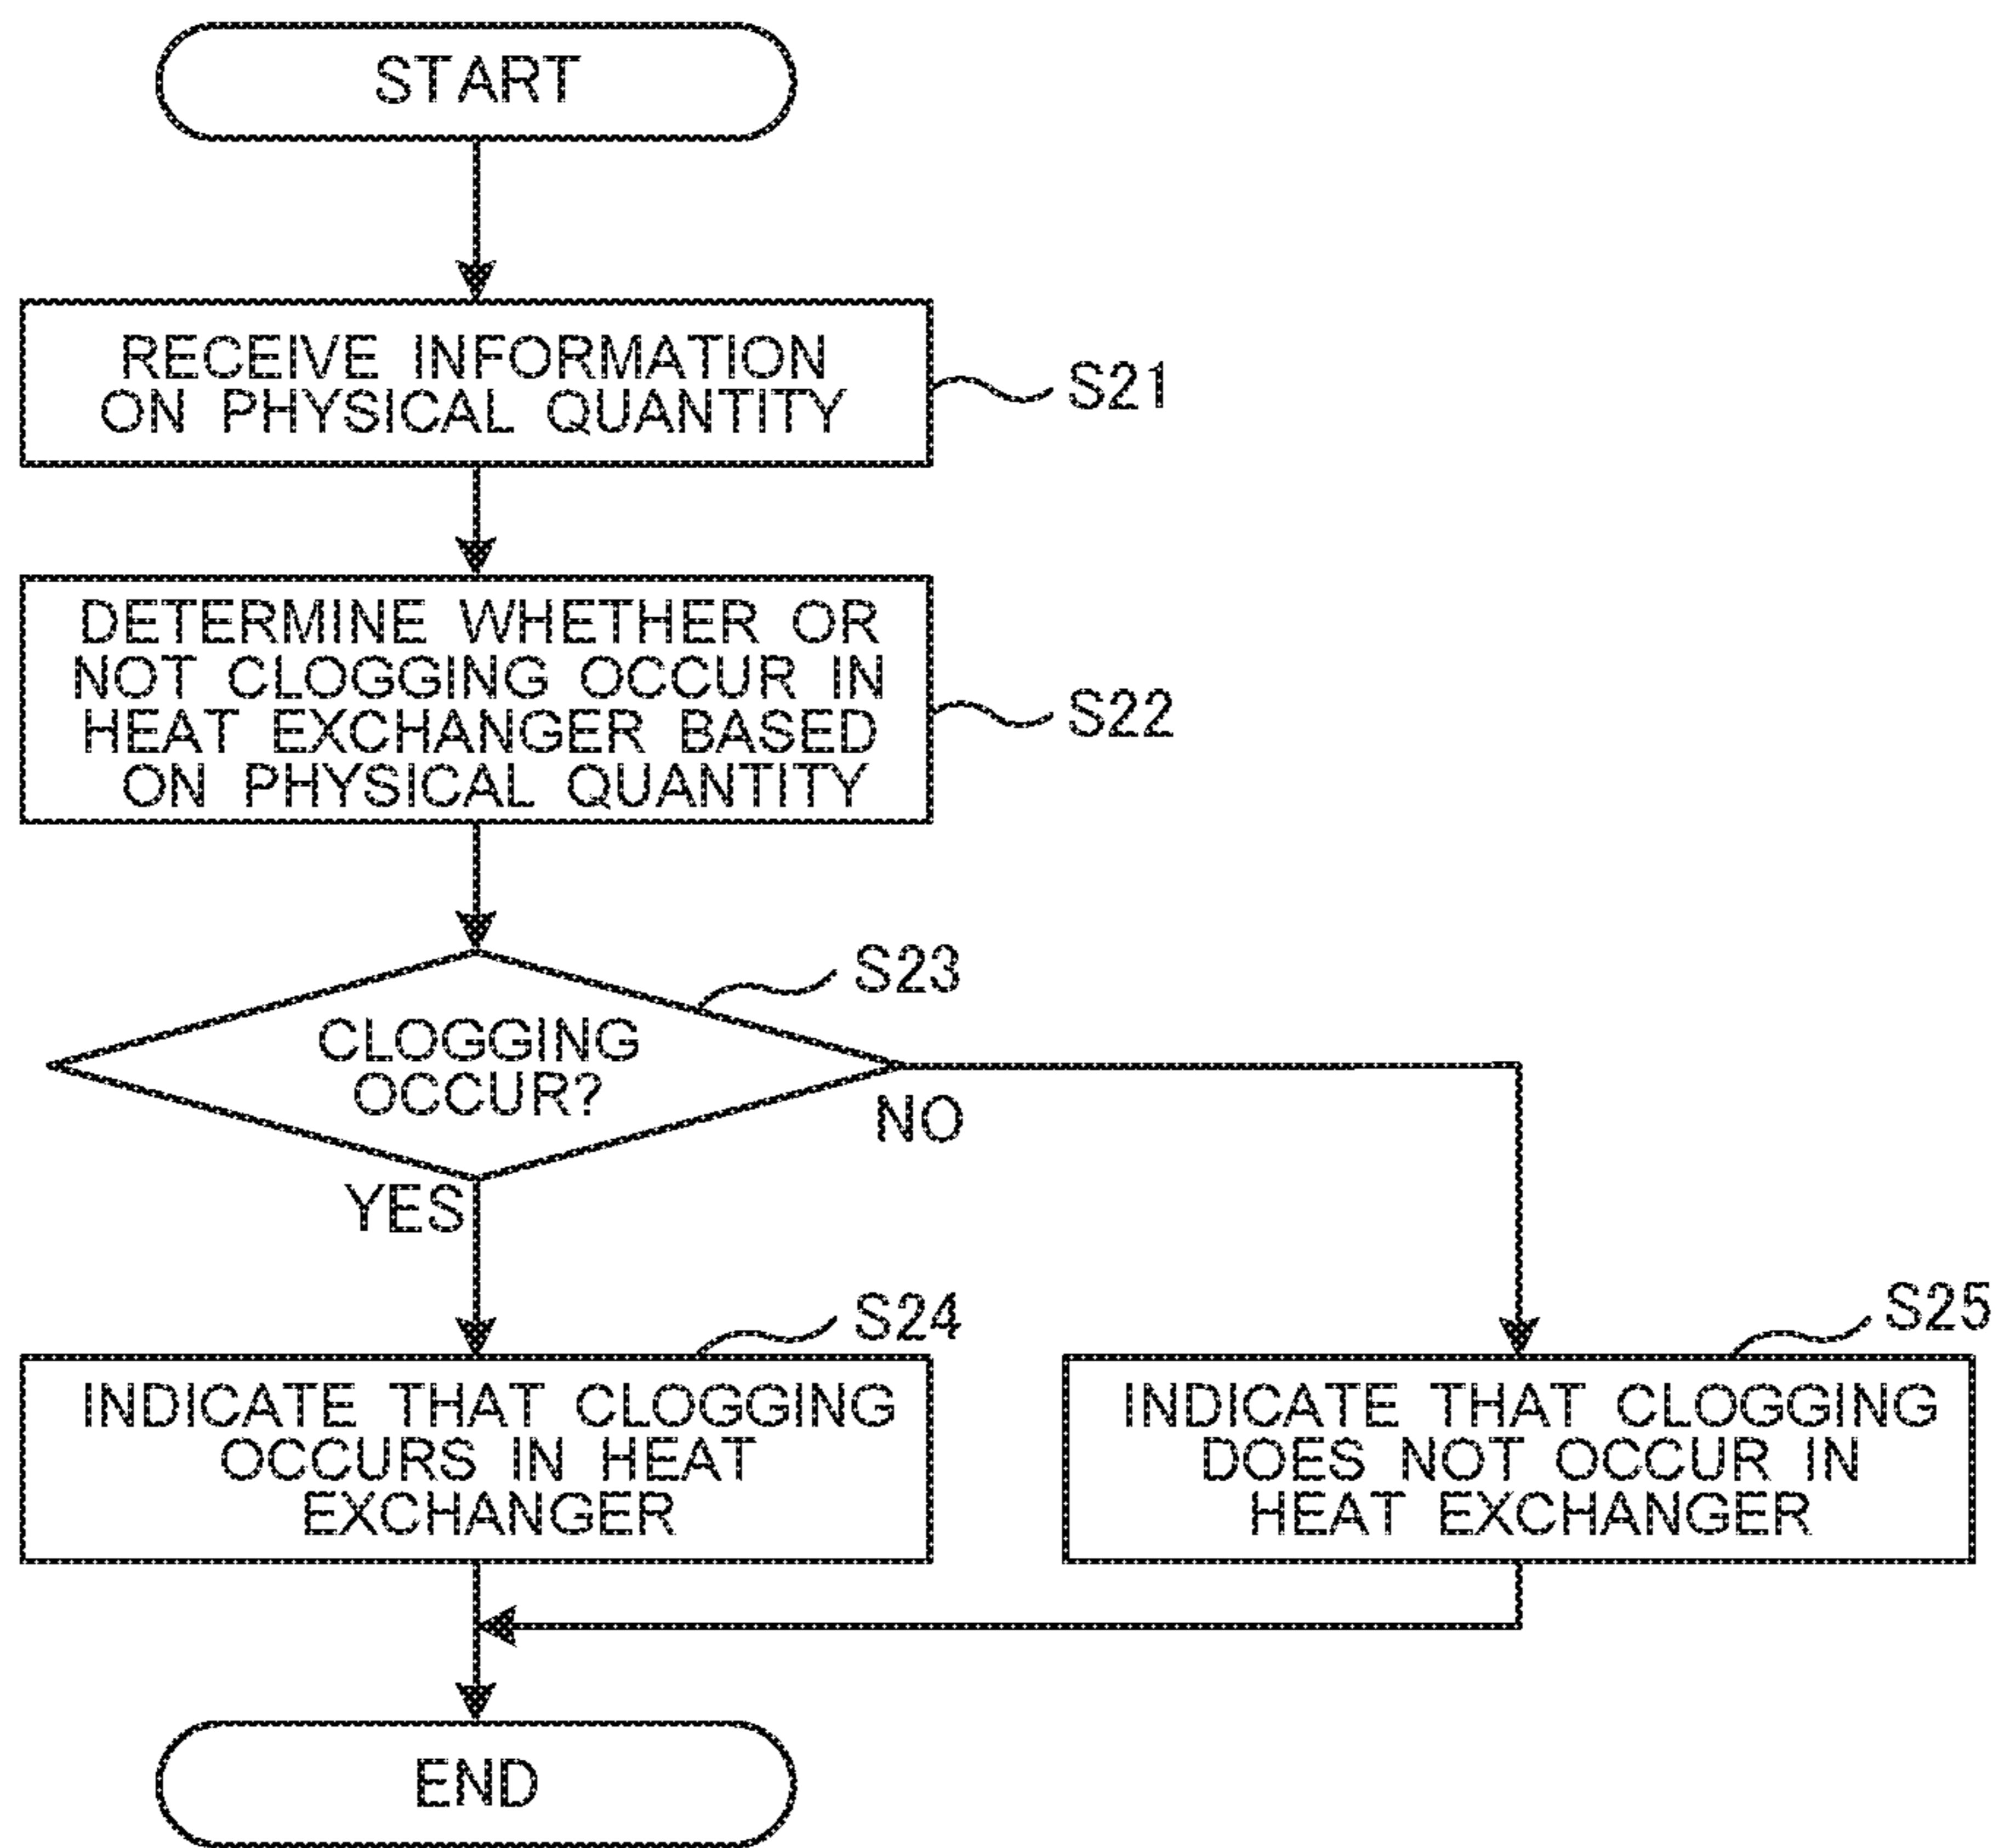 START
RECEIVE INFORMATION
ON PHYSICAL QUANTITY
S21
DETERMINE WHETHER OR
NOT CLOGGING OCCUR IN
HEAT EXCHANGER BASED
ON PHYSICAL QUANTITY
S22
S23
CLOGGING
OCCUR?
NO
YES
S24
INDICATE THAT CLOGGING
OCCURS IN HEAT
EXCHANGER
S25
INDICATE THAT CLOGGING
DOES NOT OCCUR IN
HEAT EXCHANGER
END